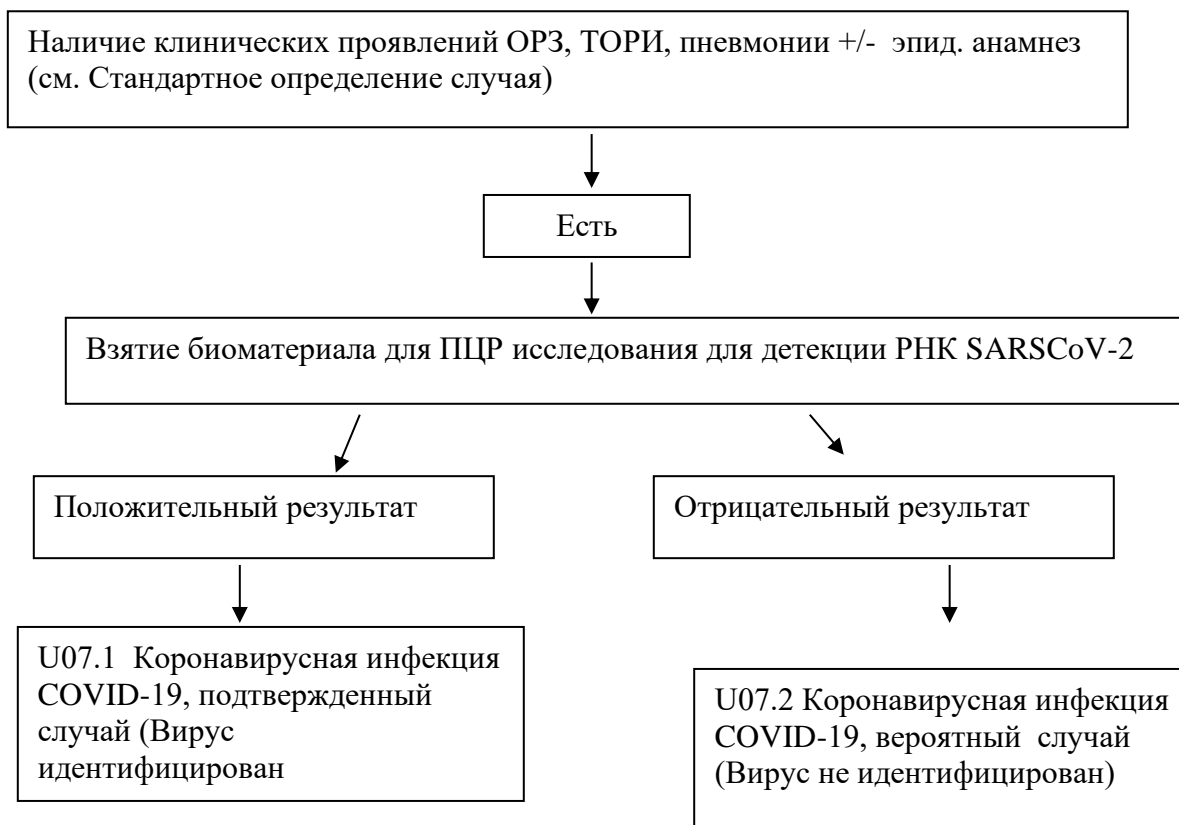 Наличие клинических проявлений ОРЗ, ТОРИ, пневмонии +/- эпид. анамнез
(см. Стандартное определение случая)
Есть
Взятие биоматериала для ПЦР исследования для детекции РНК SARSCoV-2
Положительный результат
Отрицательный результат
U07.1 Коронавирусная инфекция
COVID-19, подтвержденный
случай (Вирус
идентифицирован
U07.2 Коронавирусная инфекция
COVID-19, вероятный случай
(Вирус не идентифицирован)